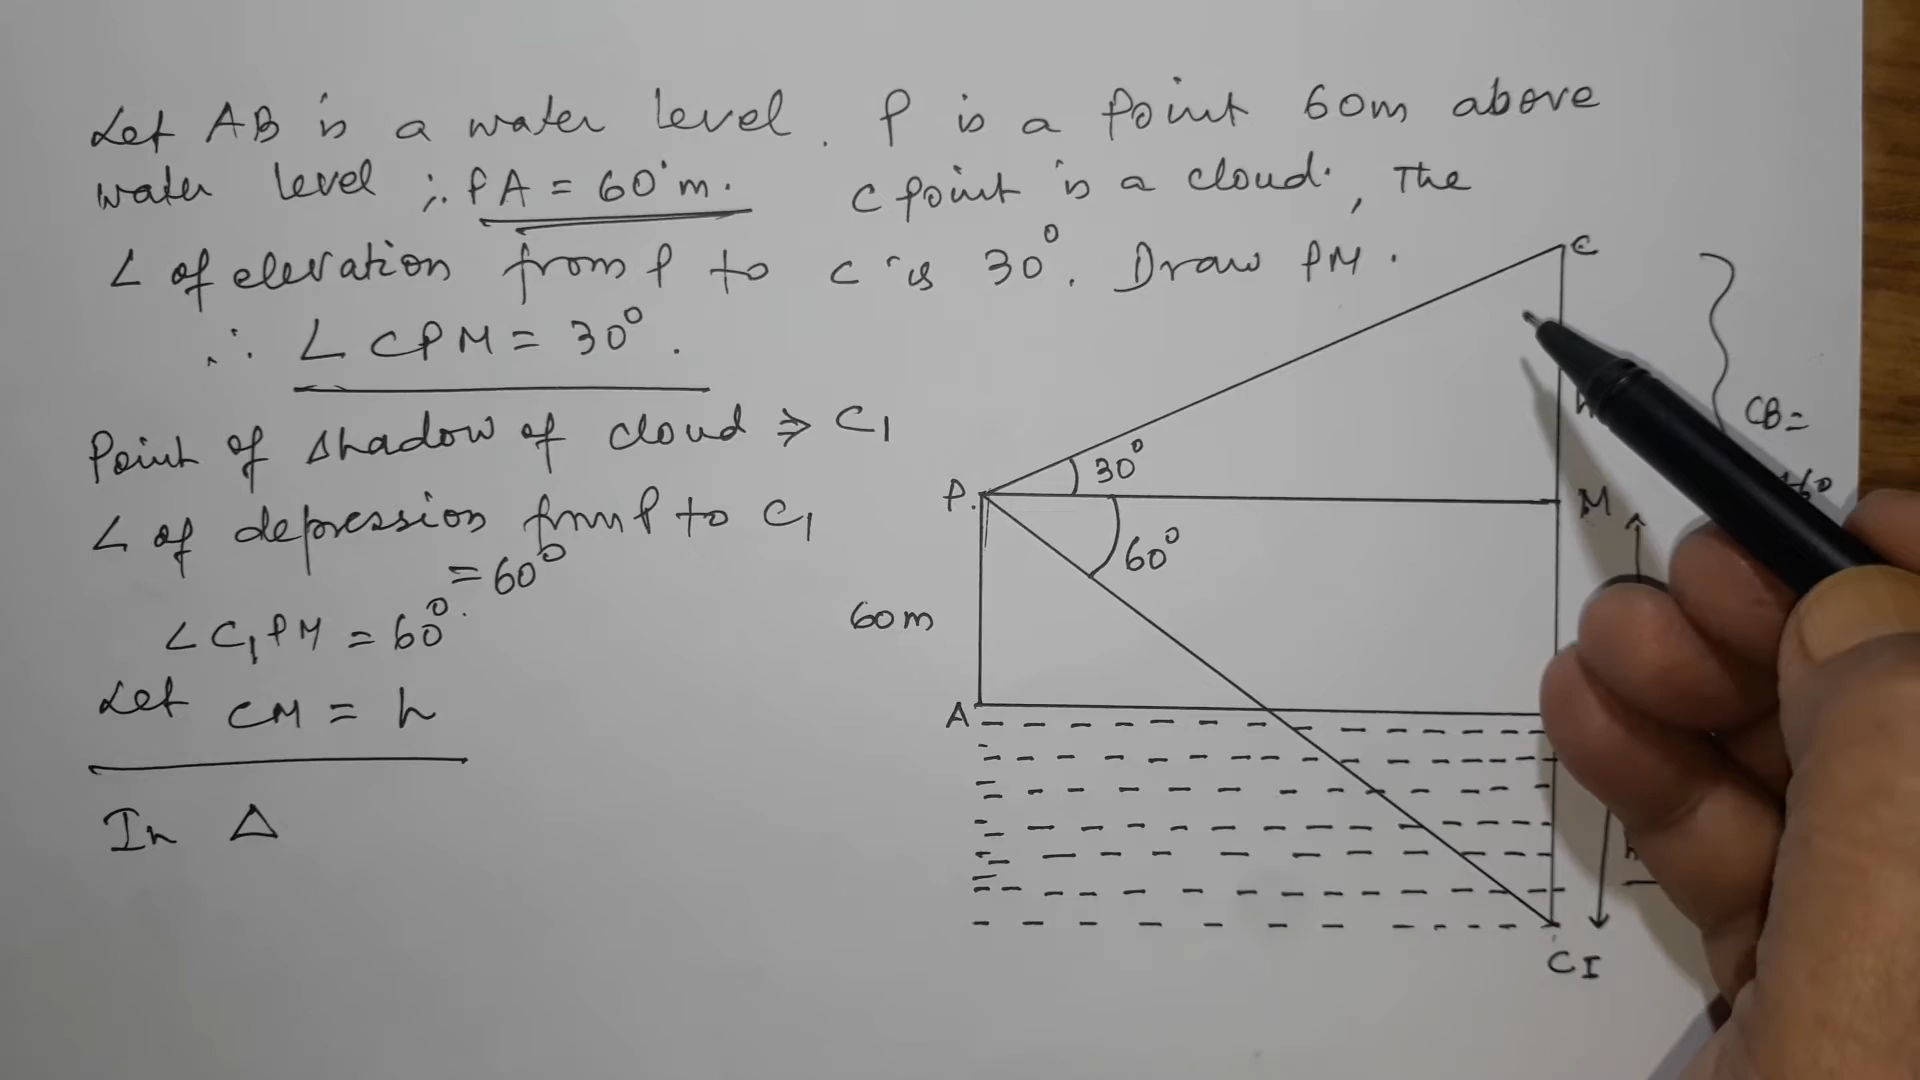 Let AB is a water level. P is a point 60m above
water level ∴ PA = 60 m. C point is a cloud, The
∠ of elevation from P to C is 30°. Draw PM.
∴ ∠CPM = 30°.
Point of shadow of cloud ⇒ C1
∠ of depression from P to C1
= 60°
∠C1PM = 60°.
Let CM = h
In △
C
h
CB =
30°
P.
M
60°
60m
A
C1